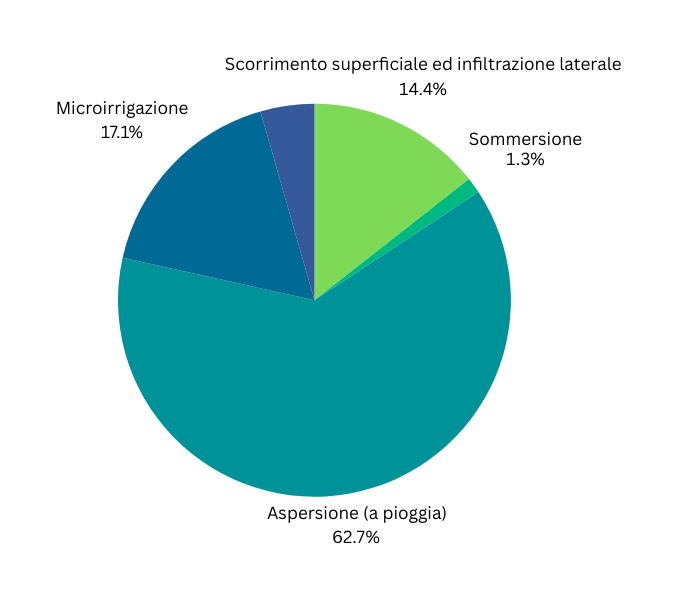 Scorrimento superficiale ed infiltrazione laterale
14.4%
Microirrigazione
17.1%
Sommersione
1.3%
Aspersione (a pioggia)
62.7%